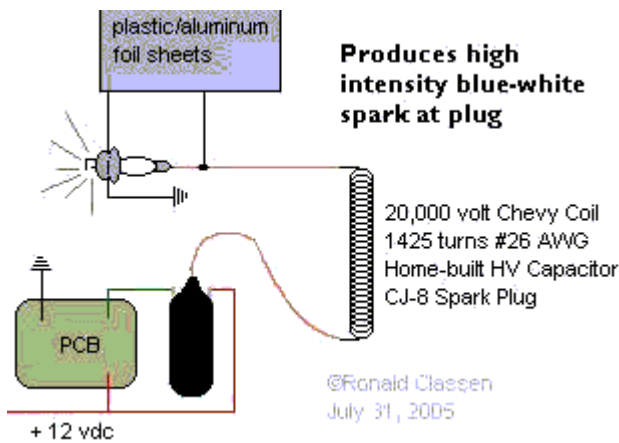 plastic/aluminum
foil sheets
Produces high
intensity blue-white
spark at plug
20,000 volt Chevy Coil
1425 turns #26 AWG
Home-built HV Capacitor
CJ-8 Spark Plug
PCB
+ 12 vdc
©Ronald Classen
July 31, 2005